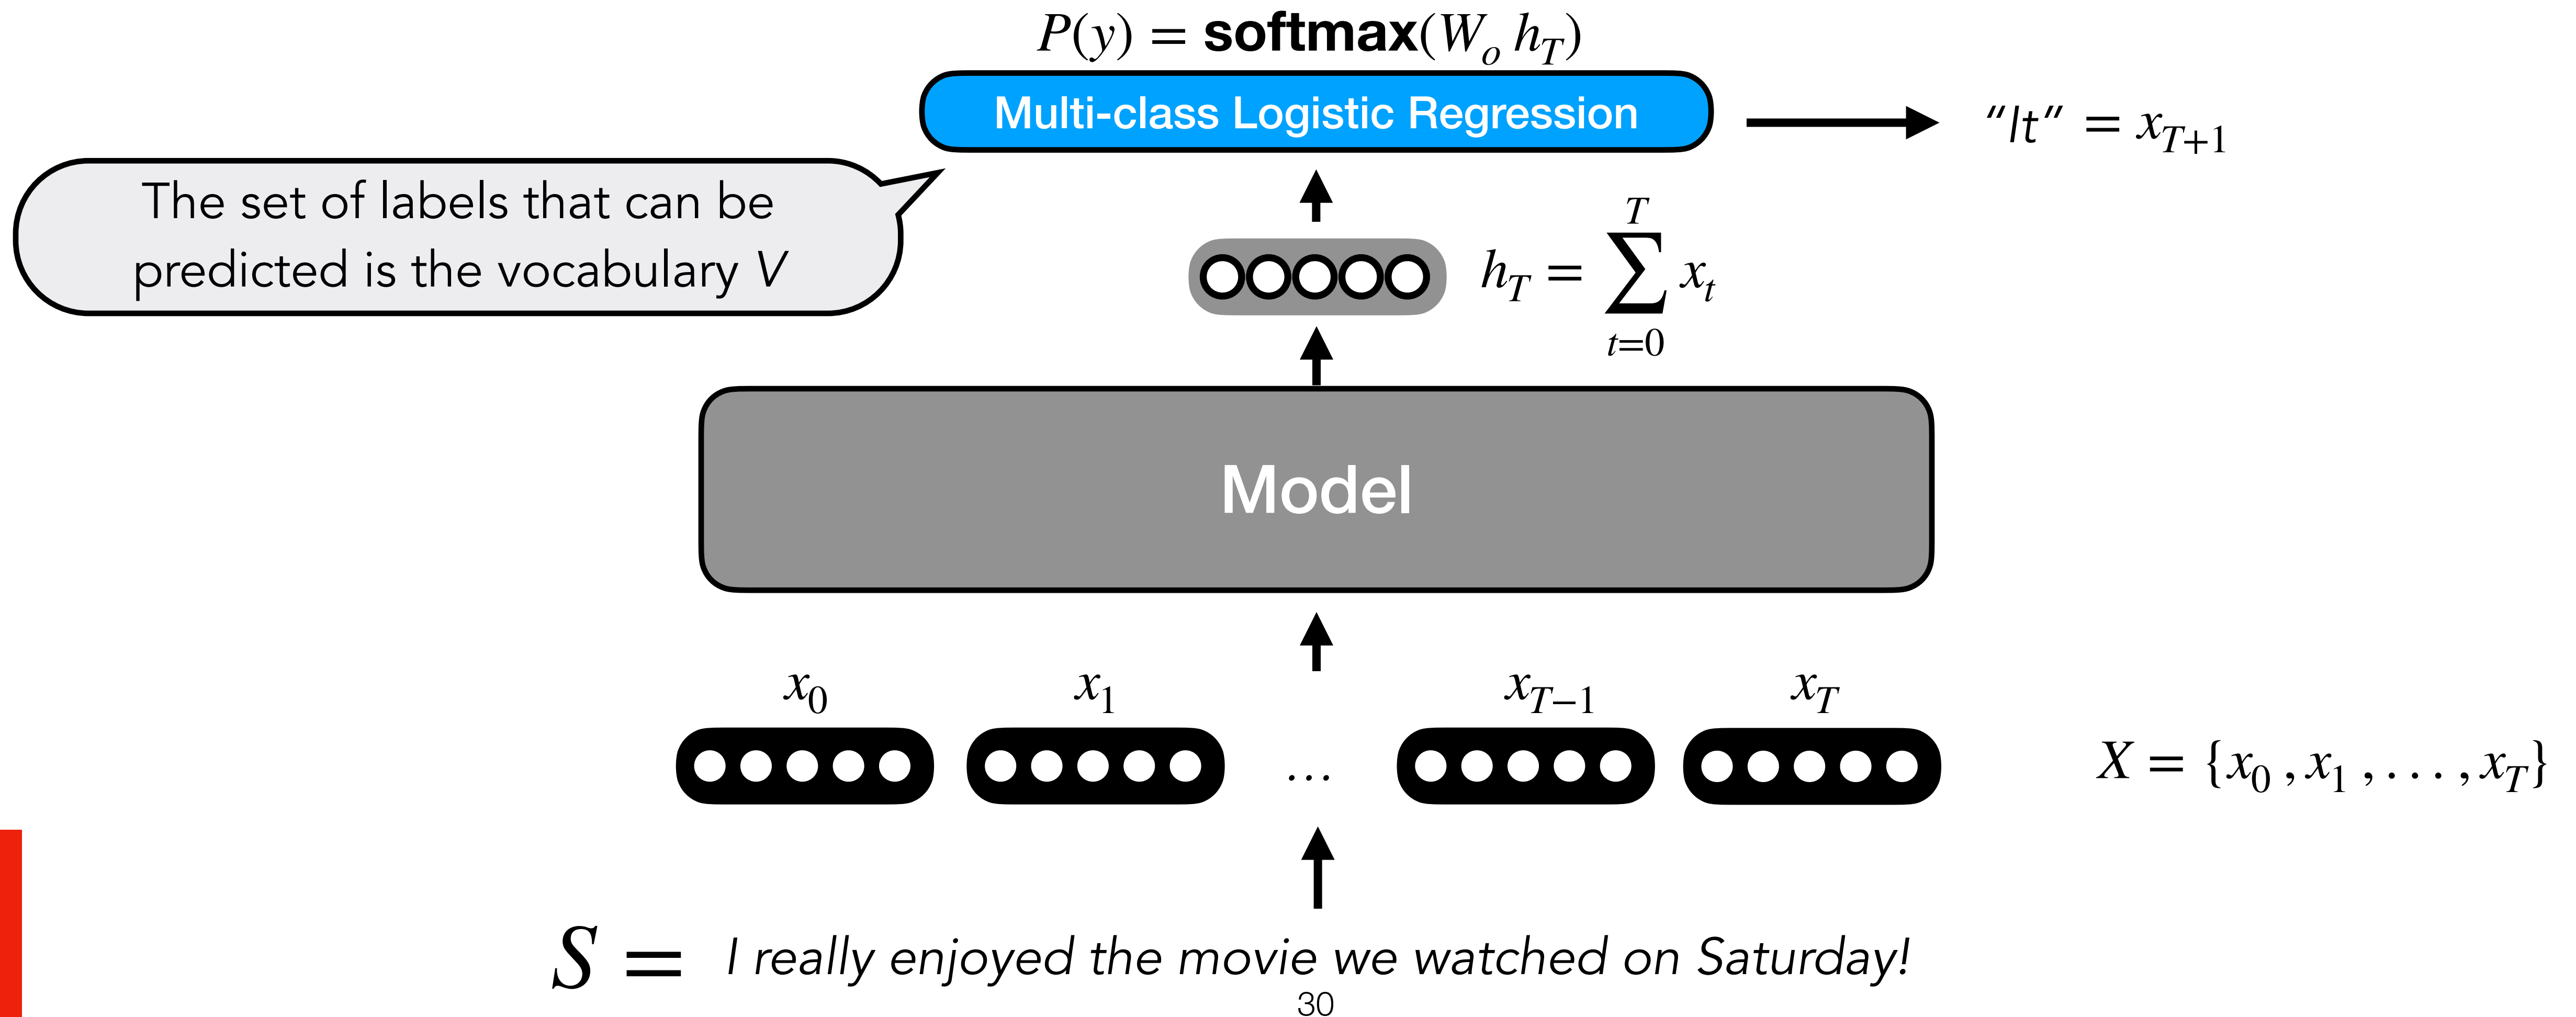 P(y) = softmax(W_o h_T)
Multi-class Logistic Regression
“It” = x_{T+1}
The set of labels that can be
predicted is the vocabulary V
h_T = \sum_{t=0}^{T} x_t
Model
x_0 x_1 x_{T−1} x_T
...
X = {x_0 , x_1 , . . . , x_T}
S = I really enjoyed the movie we watched on Saturday!
30